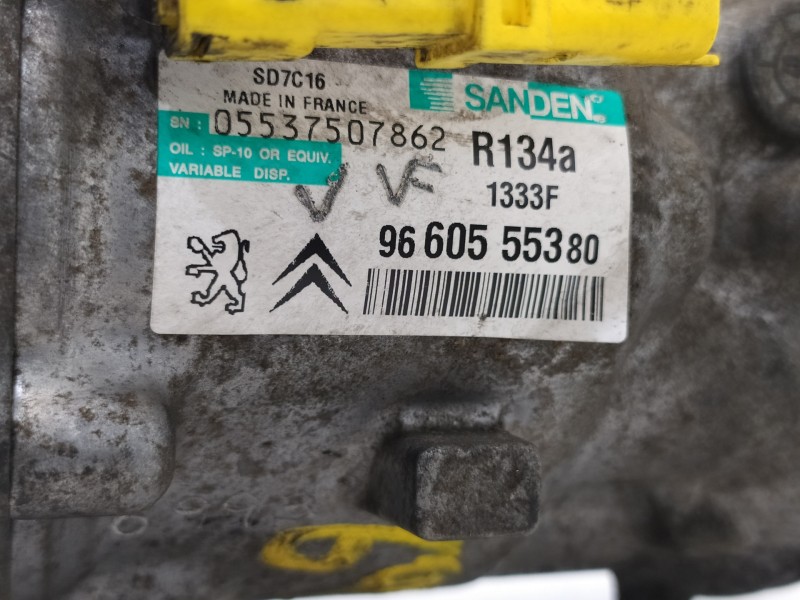 SD7C16
MADE IN FRANCE
SANDEN
SN : 05537507862
R134a
OIL : SP-10 OR EQUIV.
VARIABLE DISP.
1333F
V VF
96 605 553 80